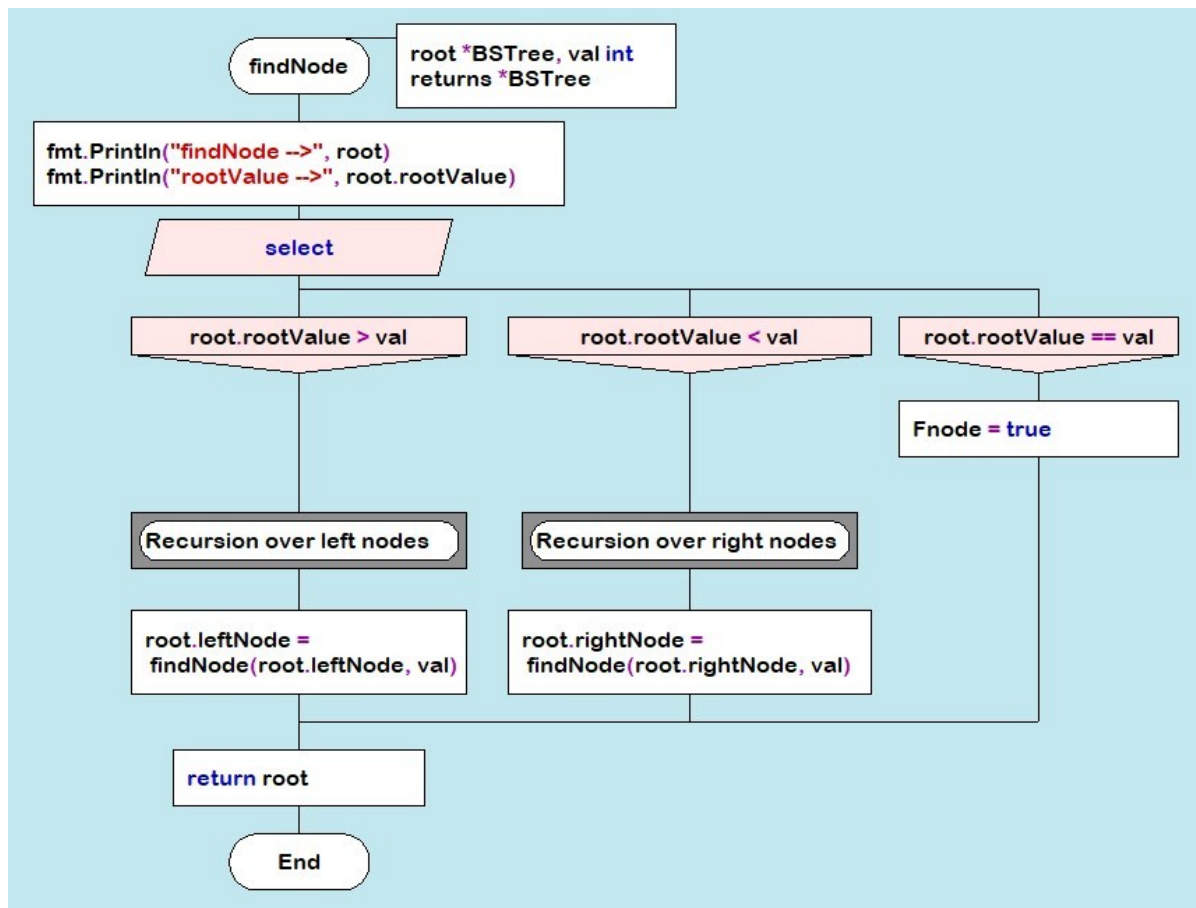 findNode
root *BSTree, val int
returns *BSTree
fmt.Println("findNode -->", root)
fmt.Println("rootValue -->", root.rootValue)
select
root.rootValue > val
root.rootValue < val
root.rootValue == val
Fnode = true
Recursion over left nodes
Recursion over right nodes
root.leftNode =
findNode(root.leftNode, val)
root.rightNode =
findNode(root.rightNode, val)
return root
End